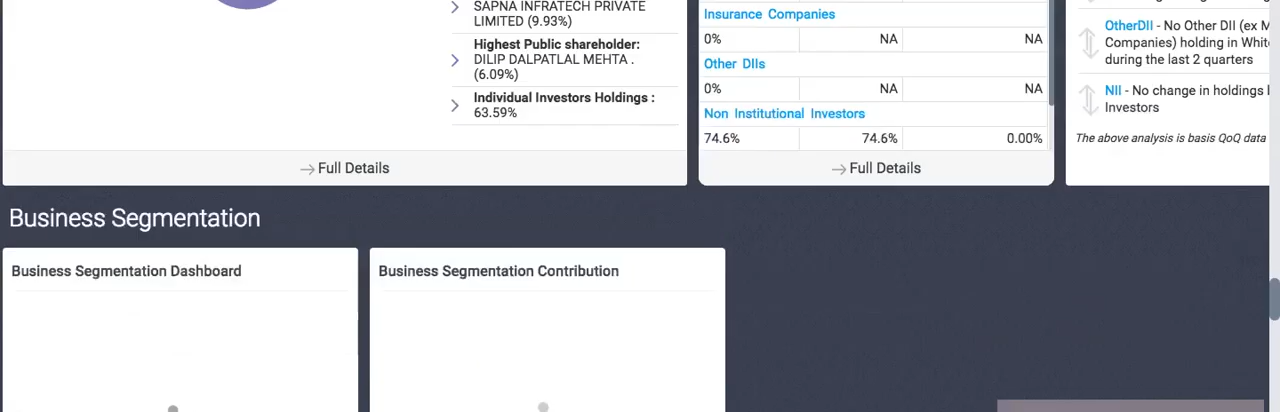 SAPNA INFRATECH PRIVATE
LIMITED (9.93%)
Highest Public shareholder:
DILIP DALPATLAL MEHTA .
(6.09%)
Individual Investors Holdings :
63.59%
→ Full Details
Insurance Companies
0% NA NA
Other DIIs
0% NA NA
Non Institutional Investors
74.6% 74.6% 0.00%
→ Full Details
OtherDII - No Other DII (ex M
Companies) holding in
during the last 2 quarters
NII - No change in holdings
Investors
The above analysis is basis QoQ data
Business Segmentation
Business Segmentation Dashboard
Business Segmentation Contribution